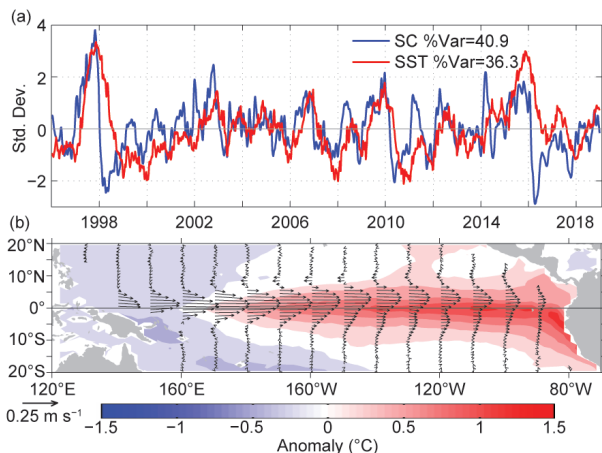 (a)
4
2
0
−2
Std. Dev.
SC %Var=40.9
SST %Var=36.3
1998 2002 2006 2010 2014 2018
(b)
20°N
10°N
0°
10°S
20°S
120°E 160°E 160°W 120°W 80°W
0.25 m s⁻¹
−1.5 −1 −0.5 0 0.5 1 1.5
Anomaly (°C)